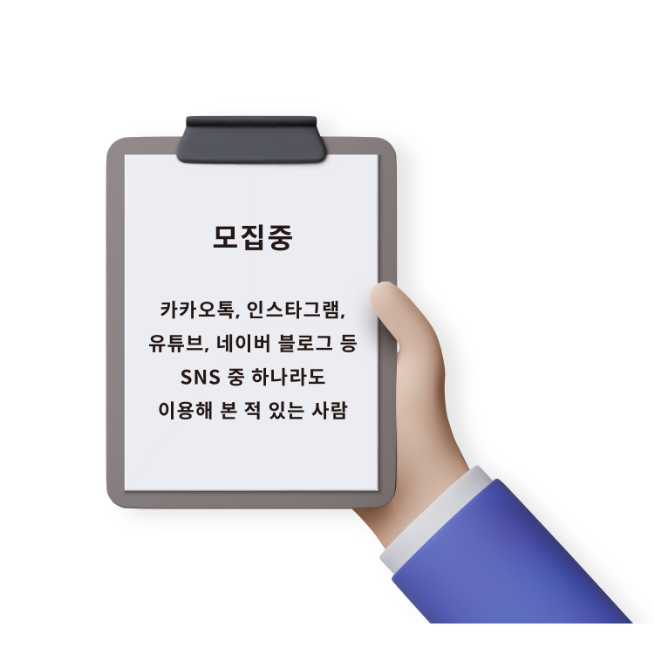 모집중
카카오톡, 인스타그램,
유튜브, 네이버 블로그 등
SNS 중 하나라도
이용해 본 적 있는 사람